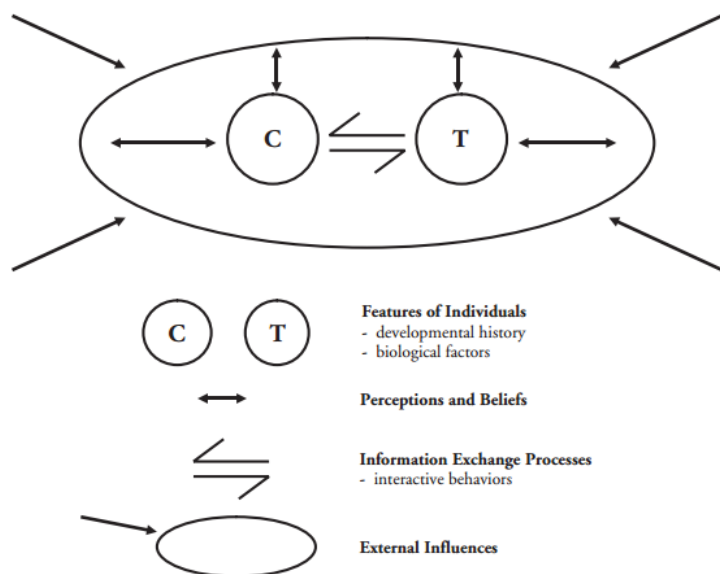 C
T
C
T
Features of Individuals
- developmental history
- biological factors
Perceptions and Beliefs
Information Exchange Processes
- interactive behaviors
External Influences